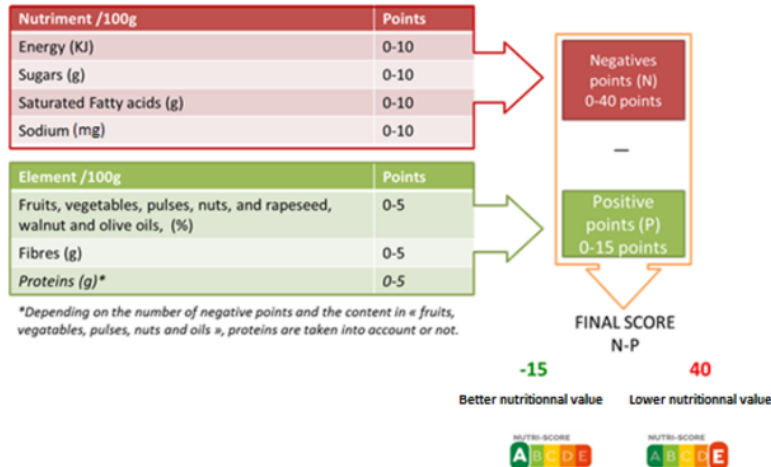 Nutriment /100g Points
Energy (KJ) 0-10
Sugars (g) 0-10
Saturated Fatty acids (g) 0-10
Sodium (mg) 0-10
Negatives
points (N)
0-40 points
–
Element /100g Points
Fruits, vegetables, pulses, nuts, and rapeseed, 0-5
walnut and olive oils, (%)
Fibres (g) 0-5
Proteins (g)* 0-5
Positive
points (P)
0-15 points
*Depending on the number of negative points and the content in « fruits,
vegatables, pulses, nuts and oils », proteins are taken into account or not.
FINAL SCORE
N-P
-15 40
Better nutritionnal value Lower nutritionnal value
NUTRI-SCORE NUTRI-SCORE
A B C D E A B C D E